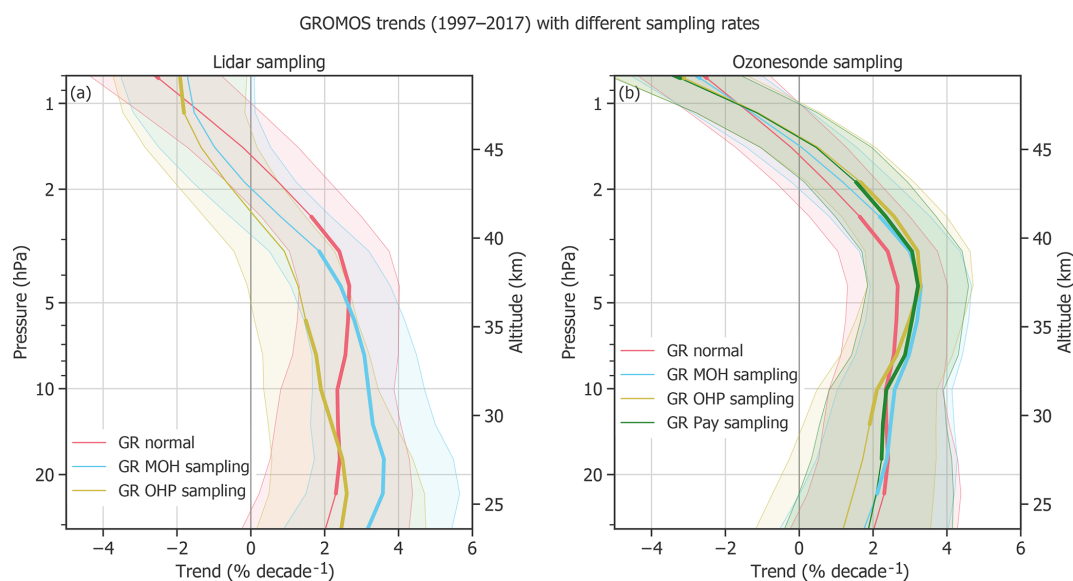 GROMOS trends (1997–2017) with different sampling rates
Lidar sampling
(a)
Pressure (hPa)
1
2
5
10
20
45
40
35
30
25
Altitude (km)
GR normal
GR MOH sampling
GR OHP sampling
−4 −2 0 2 4 6
Trend (% decade⁻¹)
Ozonesonde sampling
(b)
Pressure (hPa)
1
2
5
10
20
45
40
35
30
25
Altitude (km)
GR normal
GR MOH sampling
GR OHP sampling
GR Pay sampling
−4 −2 0 2 4 6
Trend (% decade⁻¹)